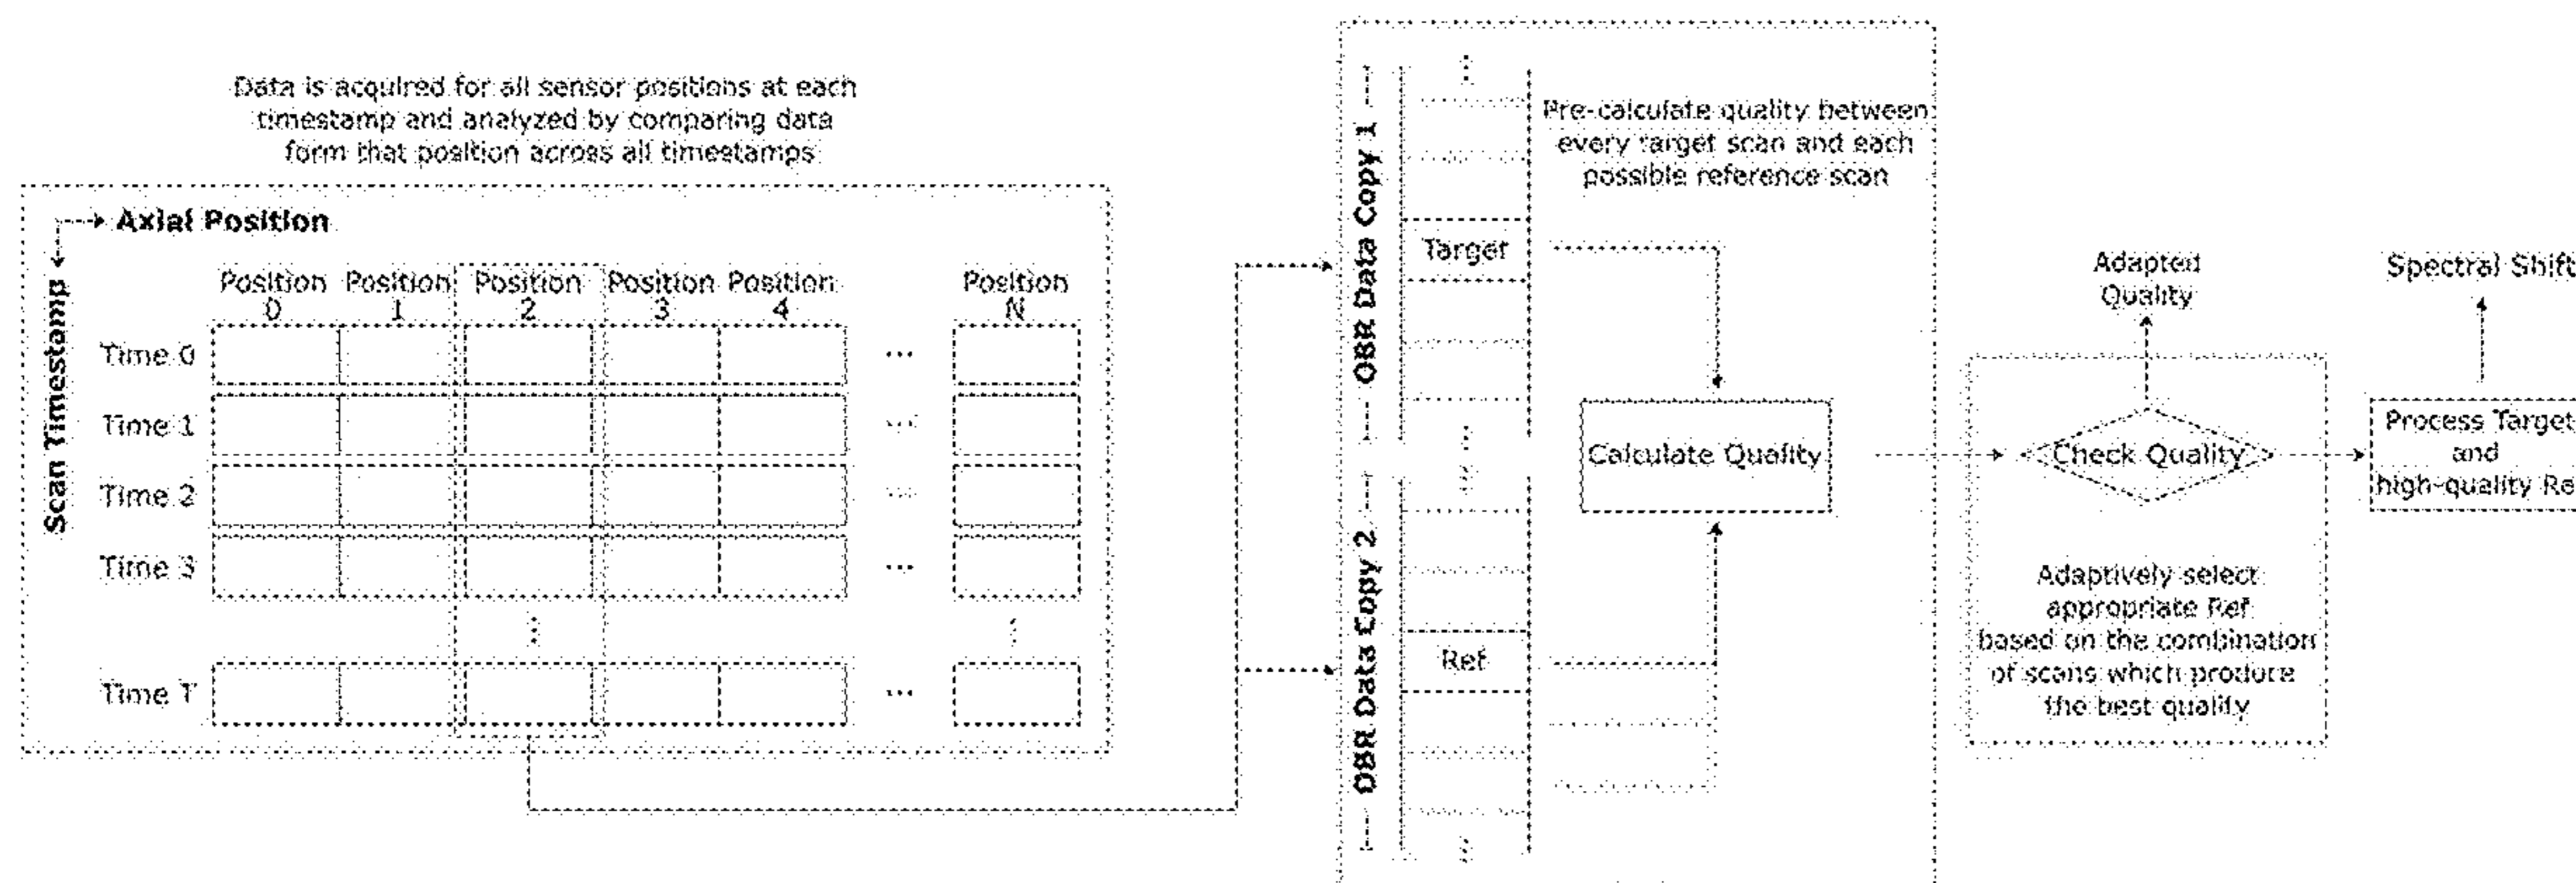 Data is acquired for all sensor positions at each
timestamp and analyzed by comparing data
form that position across all timestamps
Axial Position
Scan Timestamp
Position 0
Position 1
Position 2
Position 3
Position 4
Position N
Time 0
...
Time 1
...
Time 2
...
Time 3
...
Time T
...
OBR Data Copy 1
Target
OBR Data Copy 2
Ref
Pre-calculate quality between
every target scan and each
possible reference scan
Calculate Quality
Adapted
Quality
Check Quality
Adaptively select
appropriate Ref
based on the combination
of scans which produce
the best quality
Spectral Shift
Process Target
and
high-quality Re